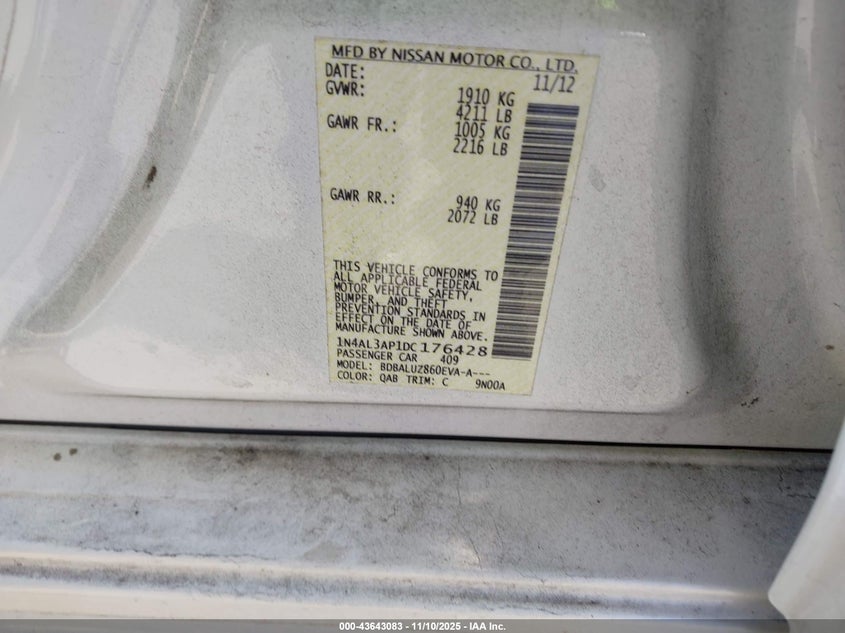 MFD BY NISSAN MOTOR CO., LTD.
DATE: 11/12
GVWR: 1910 KG
4211 LB
GAWR FR.: 1005 KG
2216 LB
GAWR RR.: 940 KG
2072 LB
THIS VEHICLE CONFORMS TO
ALL APPLICABLE FEDERAL
MOTOR VEHICLE SAFETY,
BUMPER, AND THEFT
PREVENTION STANDARDS IN
EFFECT ON THE DATE OF
MANUFACTURE SHOWN ABOVE.
1N4AL3AP1DC176428
PASSENGER CAR 409
MODEL: BDBALUZ860EVA-A---
COLOR: QAB TRIM: C 9N00A
000-43643083 - 11/10/2025 - IAA Inc.